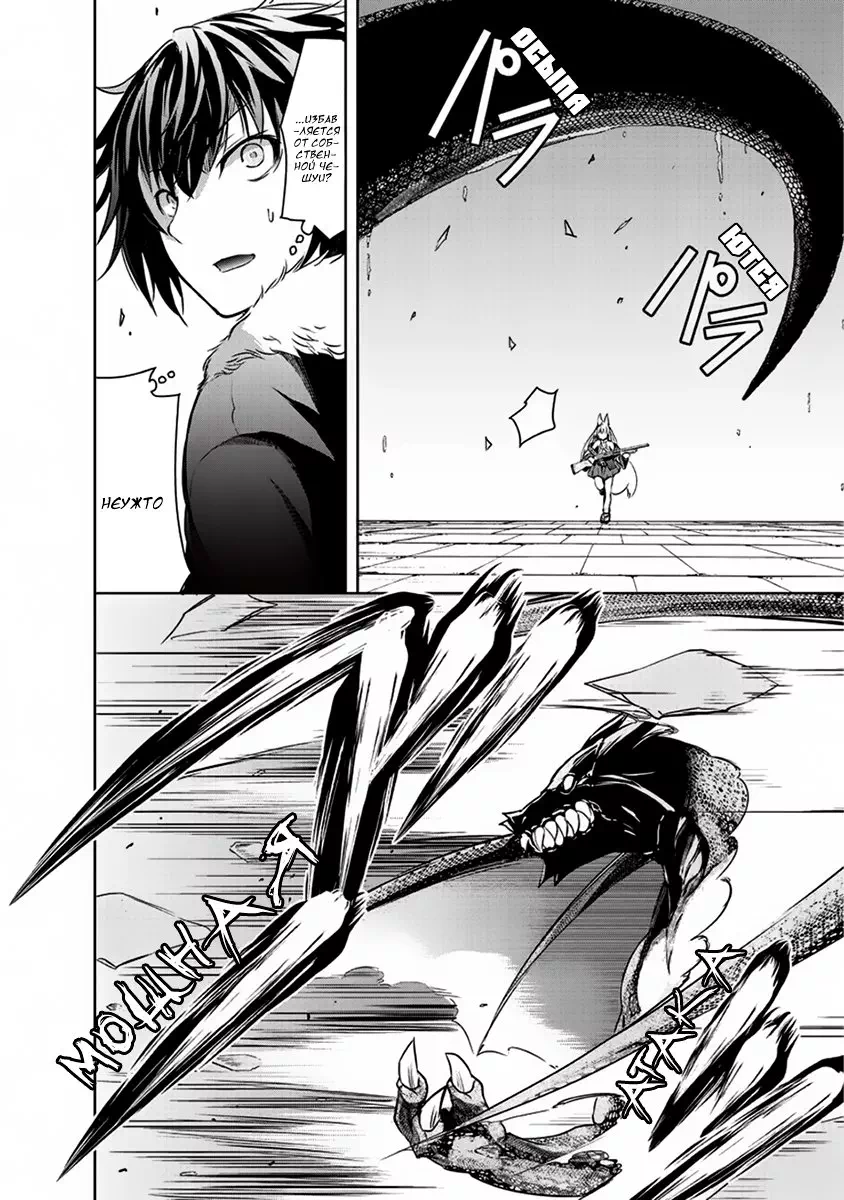 パラ
ОСЫПА
パラ
ЮТСЯ
НЕУЖТО
...ИЗБАВ
-ЛЯЕТСЯ
ОТ СОБ-
СТВЕН-
НОЙ ЧЕ-
ШУИ?
МОЩНАЯ
АТАКА